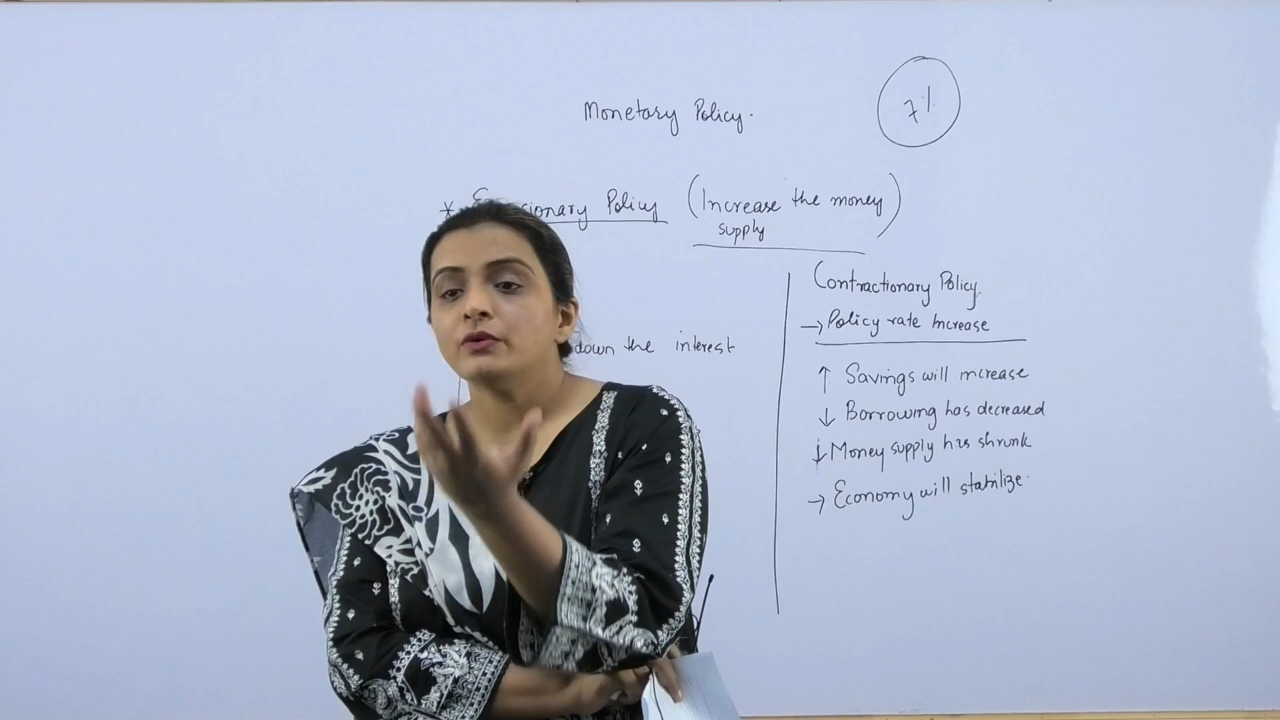 Monetary Policy.
7%
* Policy (Increase the money
supply)
down the interest
Contractionary Policy.
→ Policy rate increase
↑ Savings will increase
↓ Borrowing has decreased
↓ Money supply has shrunk
→ Economy will stabilize.